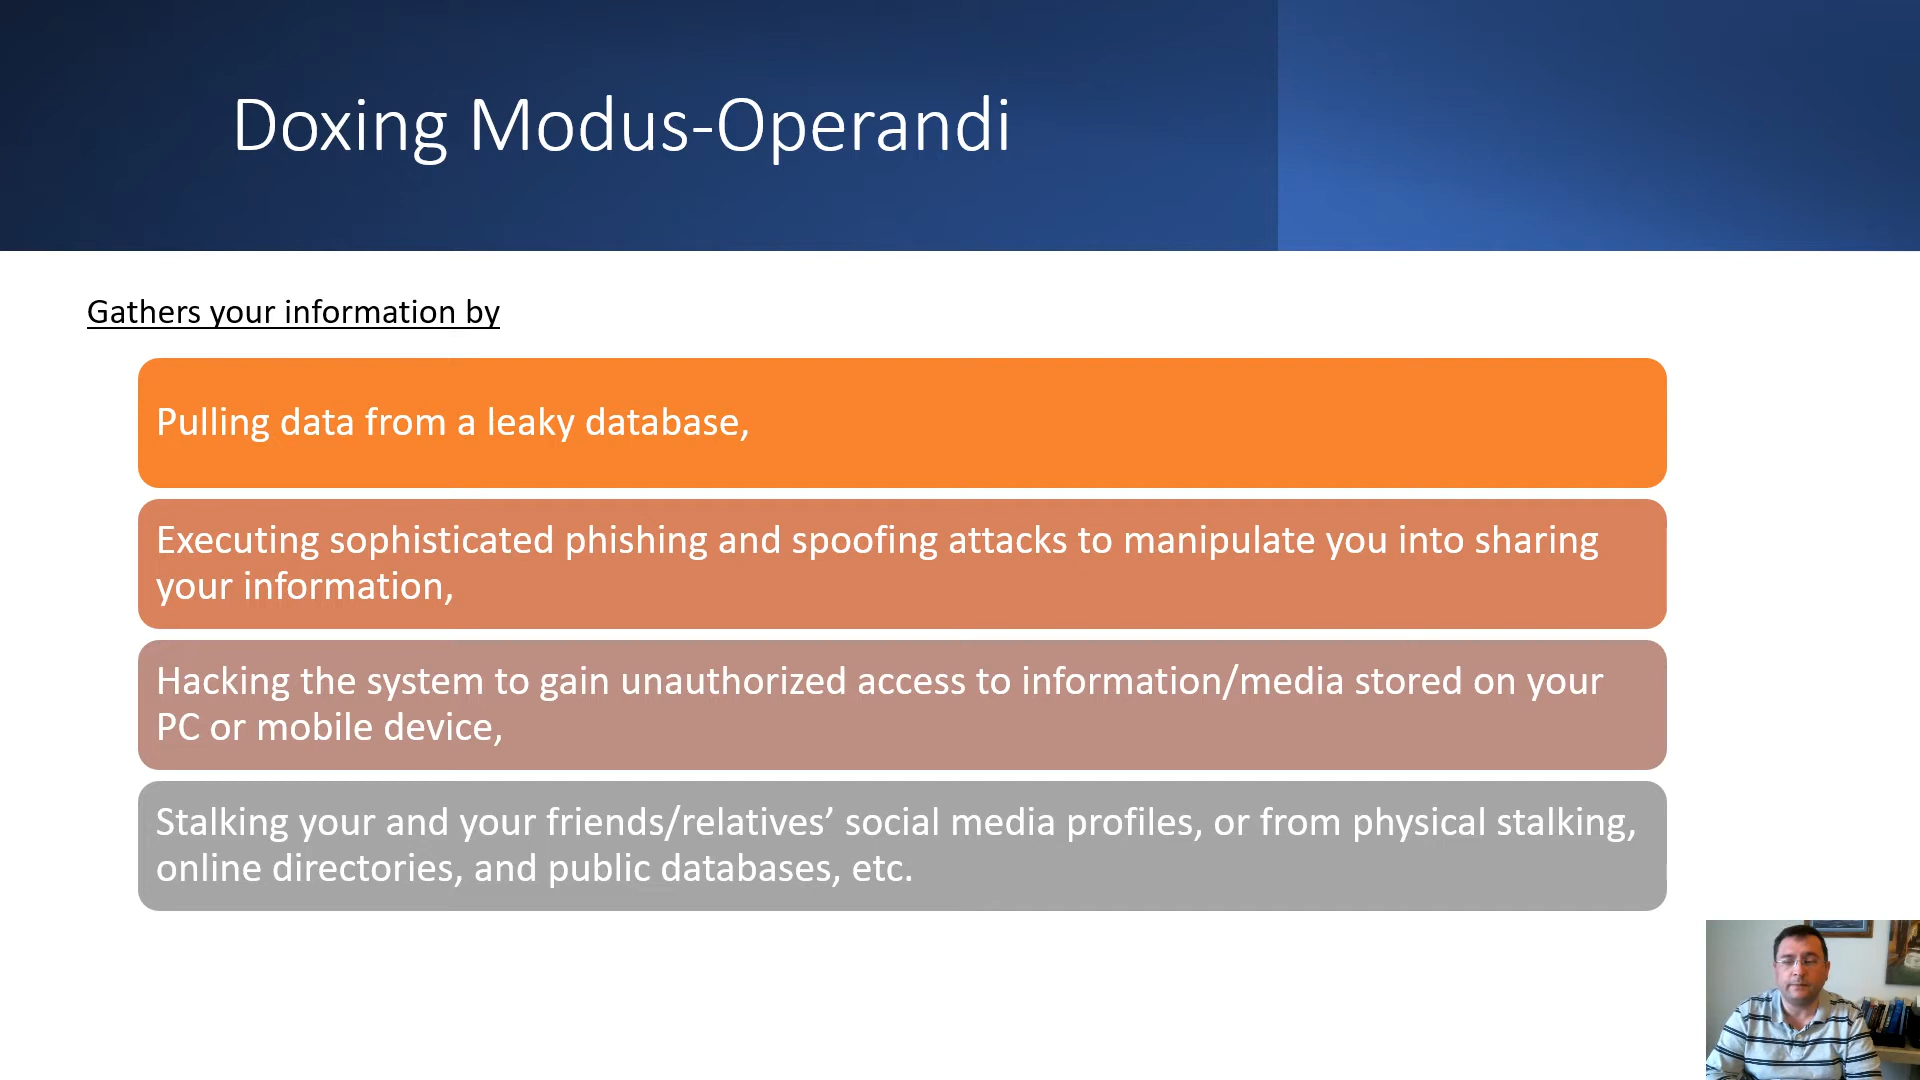 Doxing Modus-Operandi
Gathers your information by
Pulling data from a leaky database,
Executing sophisticated phishing and spoofing attacks to manipulate you into sharing
your information,
Hacking the system to gain unauthorized access to information/media stored on your
PC or mobile device,
Stalking your and your friends/relatives’ social media profiles, or from physical stalking,
online directories, and public databases, etc.